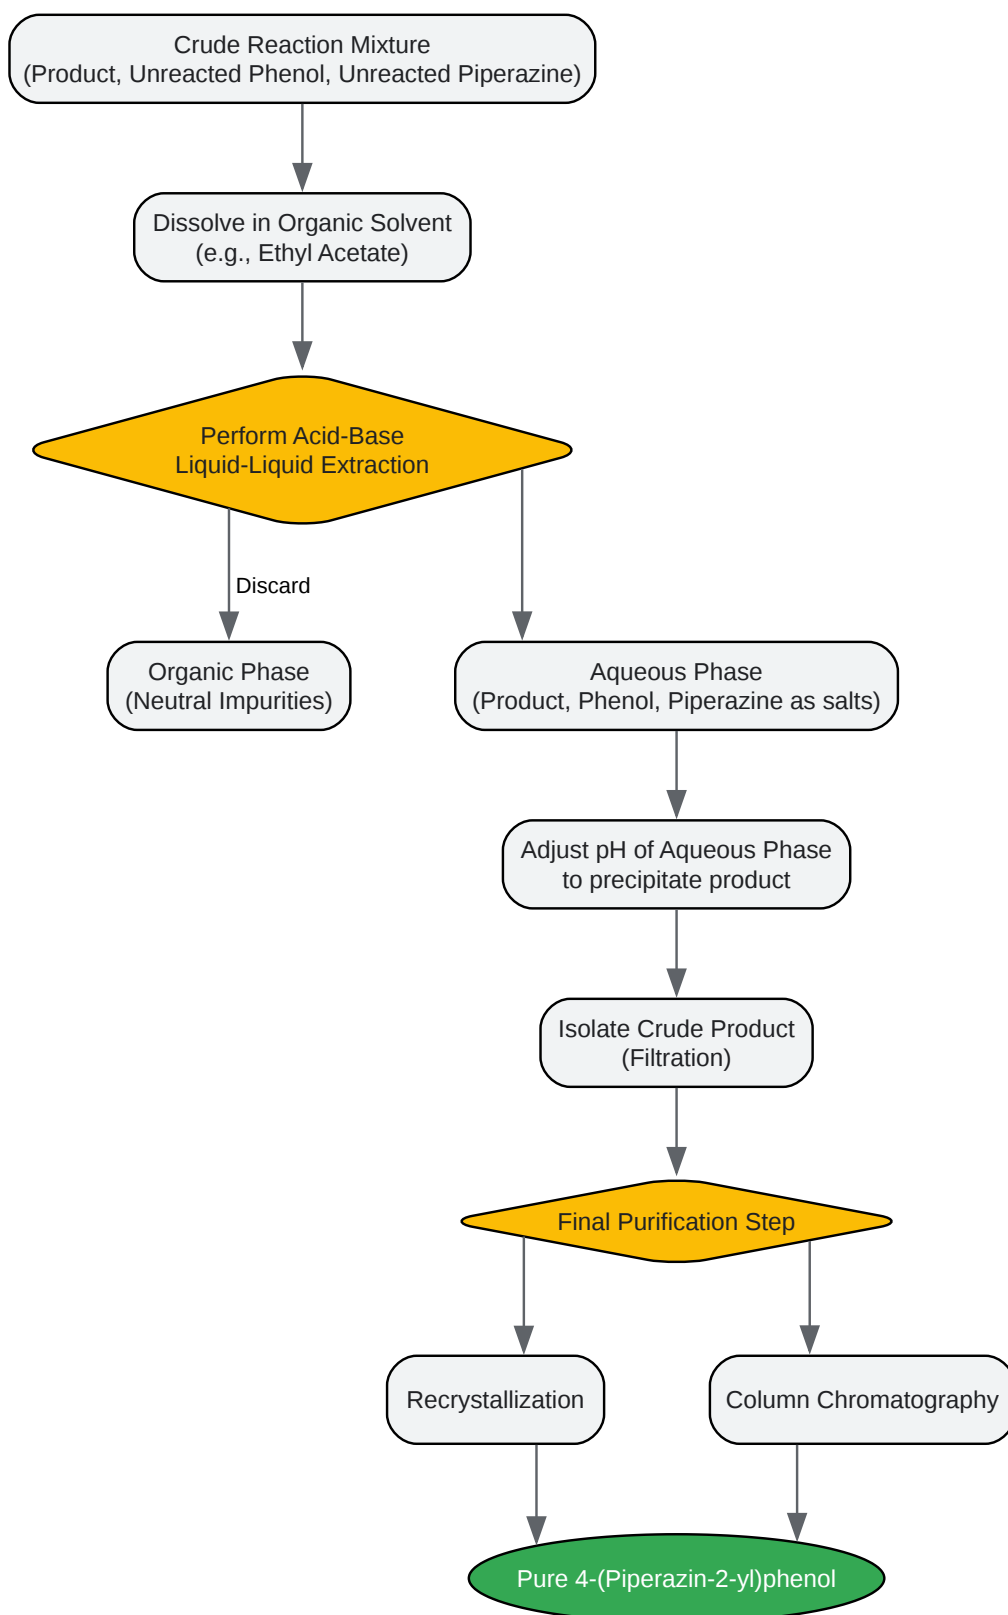 Crude Reaction Mixture
(Product, Unreacted Phenol, Unreacted Piperazine)
Dissolve in Organic Solvent
(e.g., Ethyl Acetate)
Perform Acid-Base
Liquid-Liquid Extraction
Discard
Organic Phase
(Neutral Impurities)
Aqueous Phase
(Product, Phenol, Piperazine as salts)
Adjust pH of Aqueous Phase
to precipitate product
Isolate Crude Product
(Filtration)
Final Purification Step
Recrystallization
Column Chromatography
Pure 4-(Piperazin-2-yl)phenol